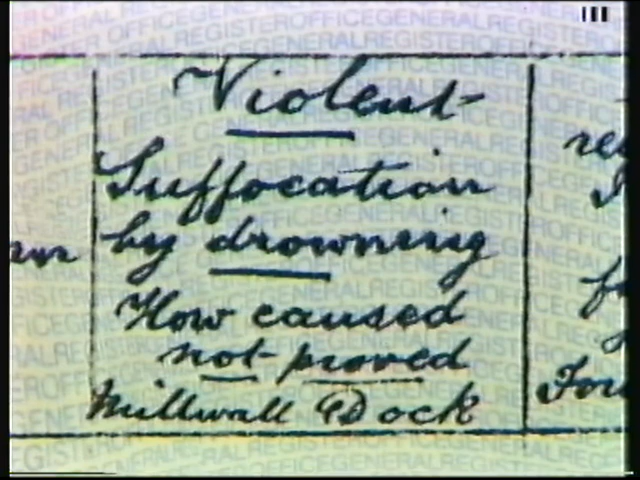 Violent
Suffocation
by drowning
How caused
not proved
Millwall Dock